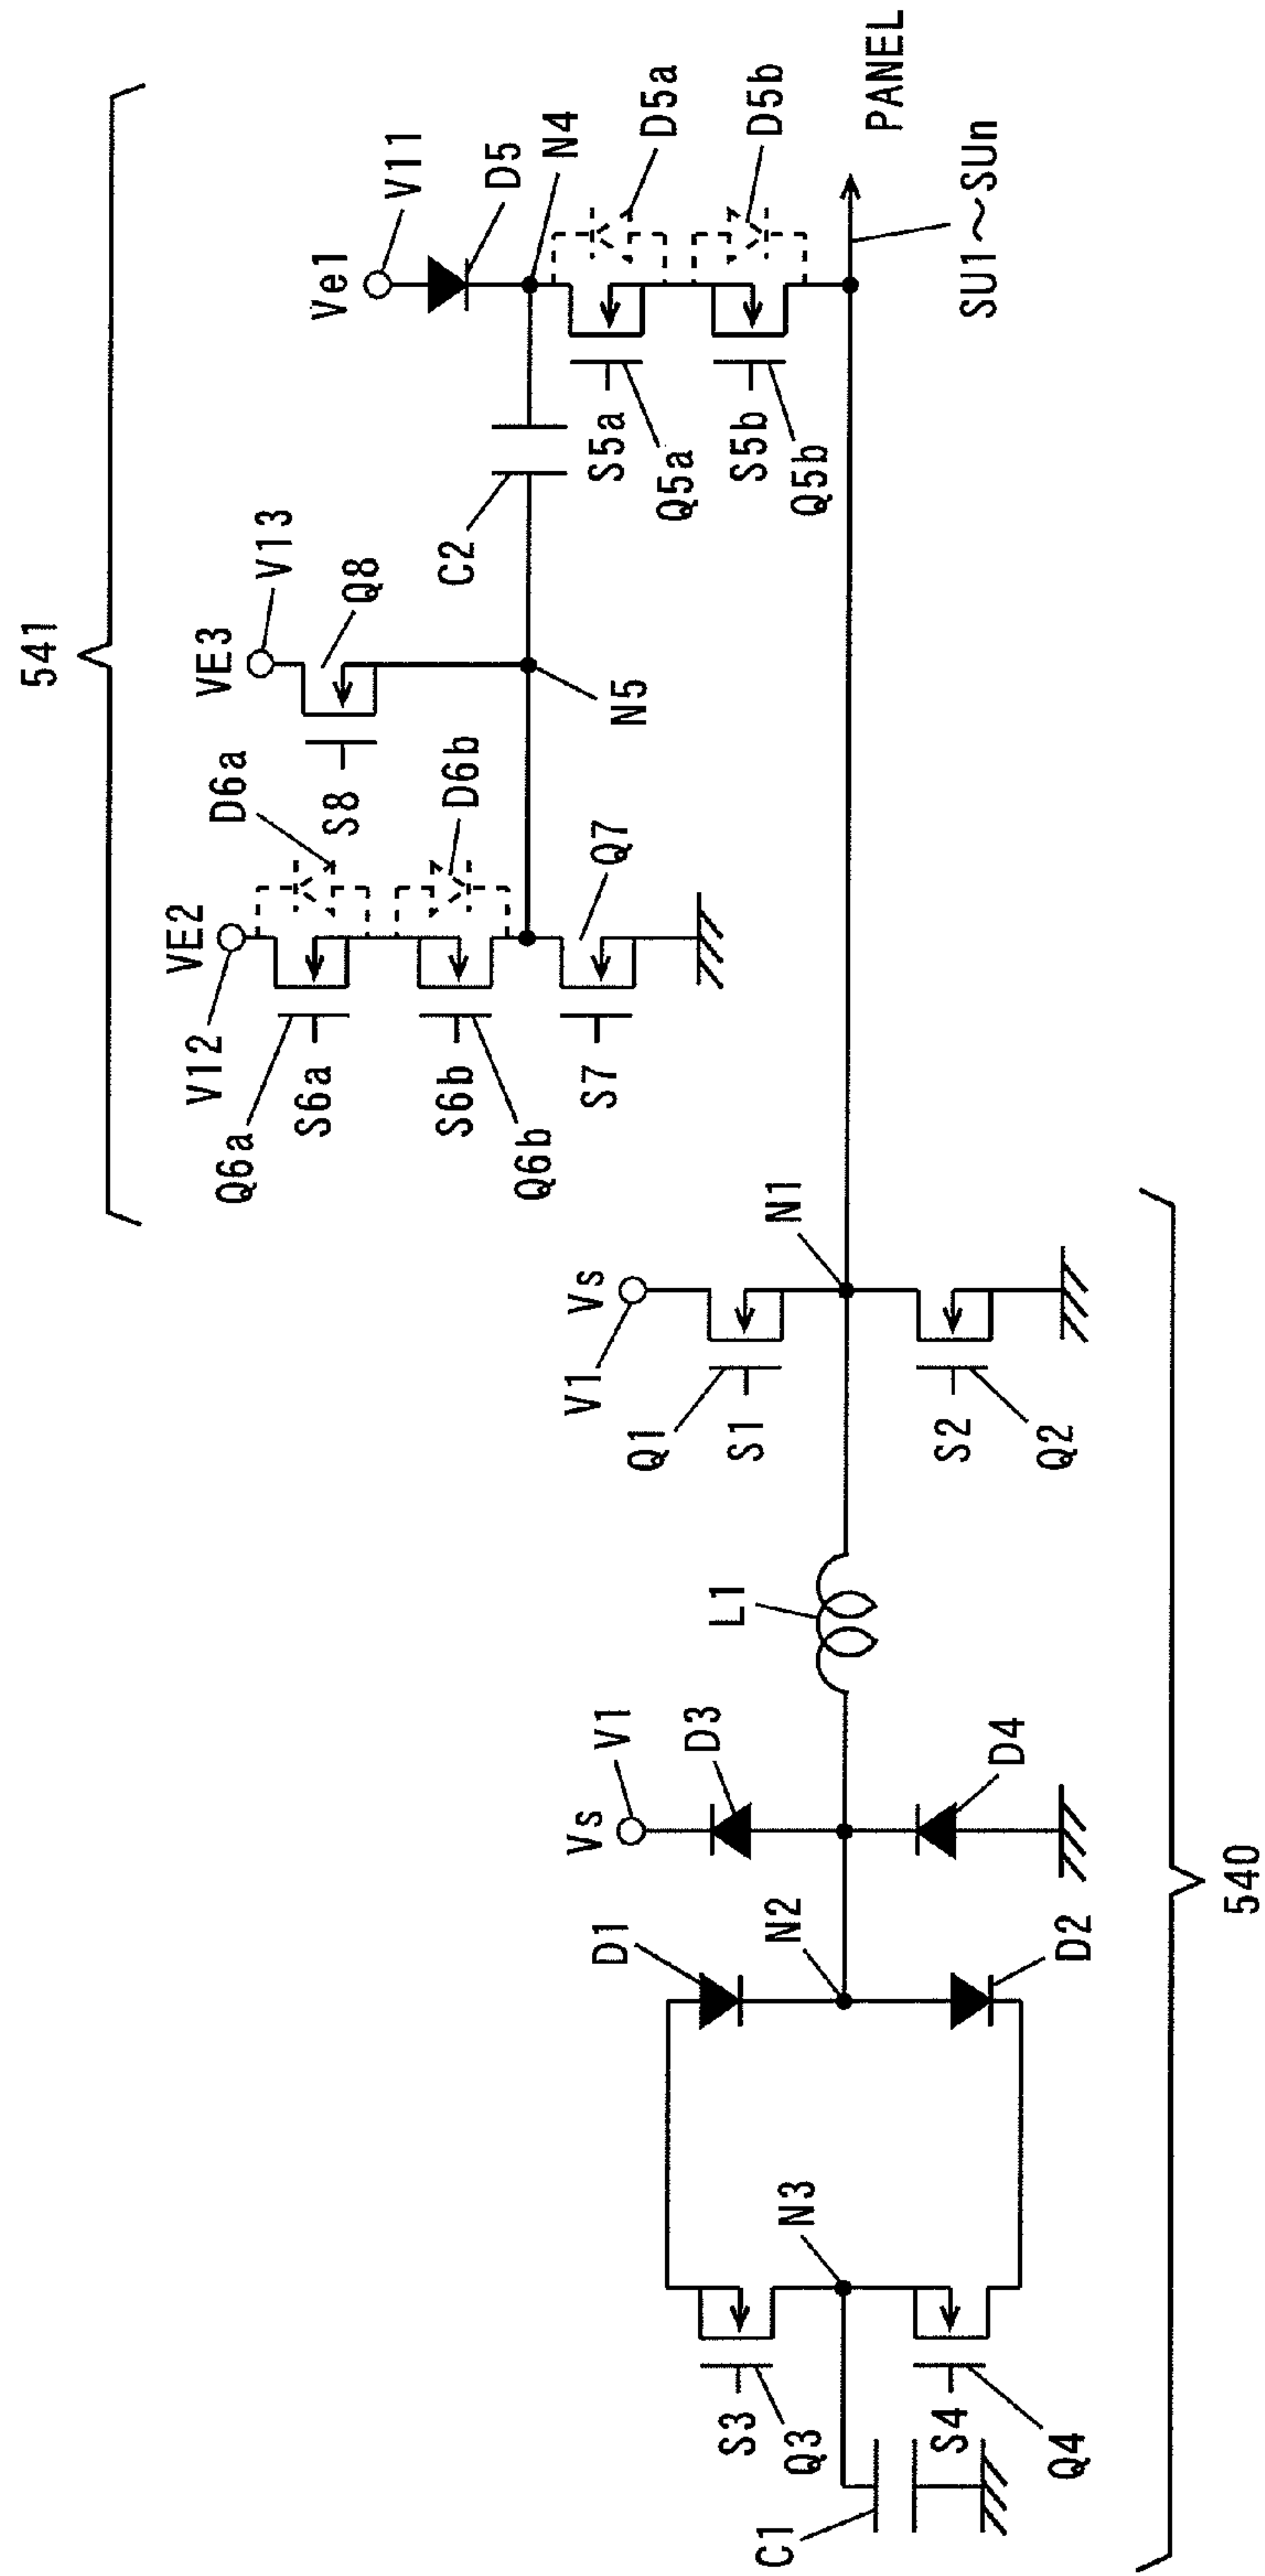 541
Ve1
V11
D5
N4
D5a
D5b
PANEL
SU1～SUn
S5a
Q5a
S5b
Q5b
C2
VE3
V13
Q8
S8
N5
VE2
V12
D6a
D6b
Q7
Q6a
S6a
S6b
Q6b
S7
N1
Vs
V1
Q1
S1
S2
Q2
L1
Vs
V1
D3
D4
D1
N2
D2
N3
S3
Q3
S4
Q4
C1
540